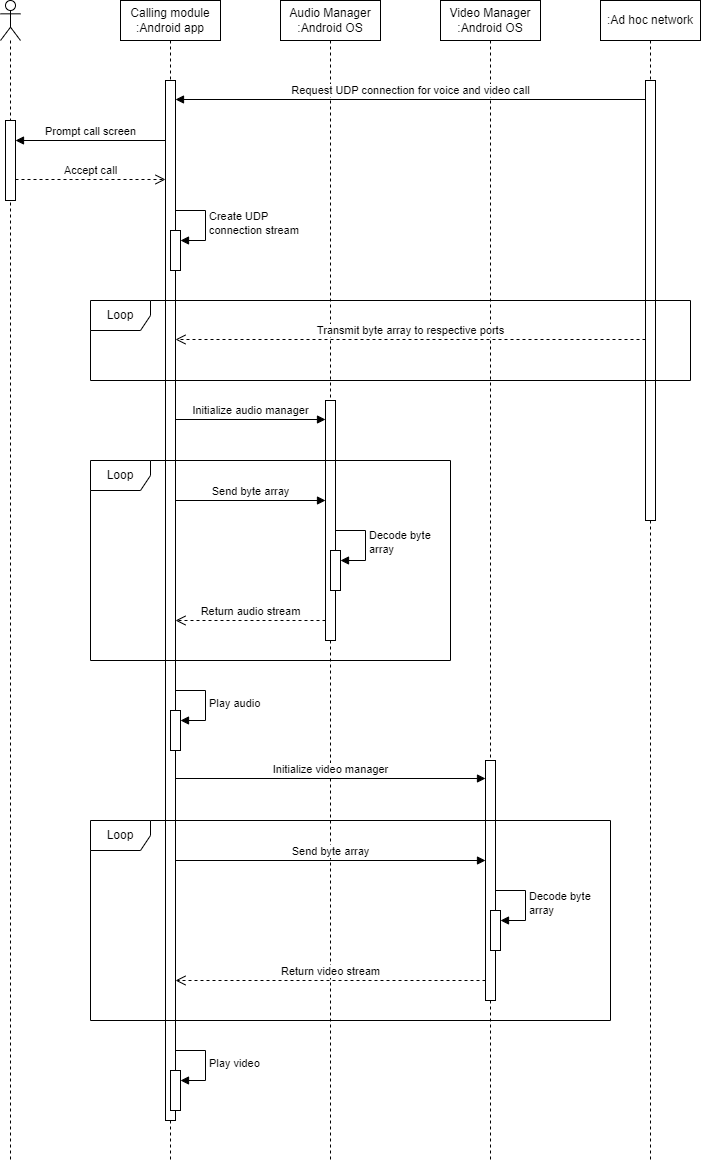 Calling module
:Android app
Audio Manager
:Android OS
Video Manager
:Android OS
:Ad hoc network
Request UDP connection for voice and video call
Prompt call screen
Accept call
Create UDP
connection stream
Loop
Transmit byte array to respective ports
Initialize audio manager
Loop
Send byte array
Decode byte
array
Return audio stream
Play audio
Initialize video manager
Loop
Send byte array
Decode byte
array
Return video stream
Play video